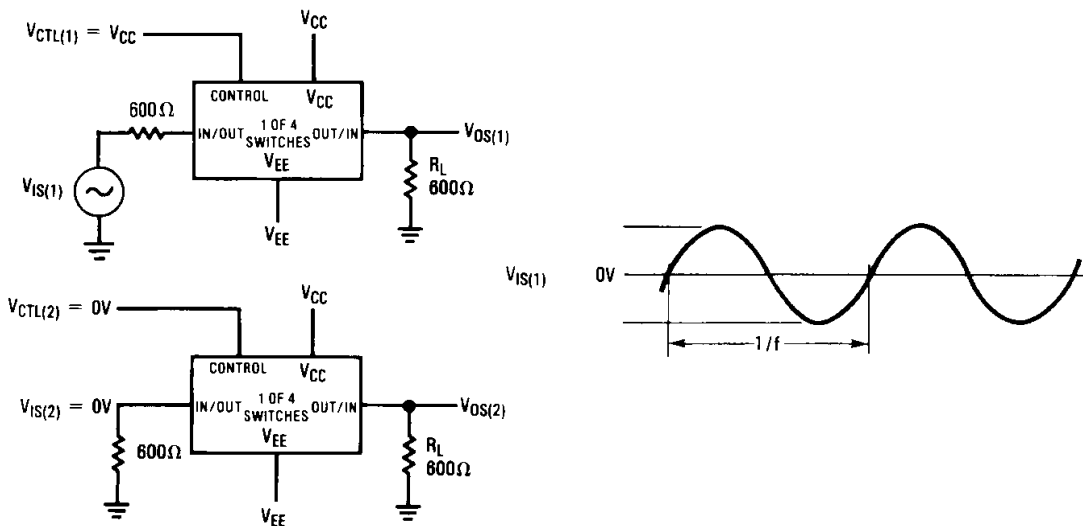 V_CTL(1) = V_CC
V_CC
CONTROL
V_CC
600Ω
IN/OUT
1 OF 4
SWITCHES
OUT/IN
V_EE
V_OS(1)
V_IS(1)
R_L
600Ω
V_EE
V_CTL(2) = 0V
V_CC
CONTROL
V_CC
V_IS(2) = 0V
IN/OUT
1 OF 4
SWITCHES
OUT/IN
V_EE
V_OS(2)
600Ω
R_L
600Ω
V_EE
V_IS(1)
0V
1/f